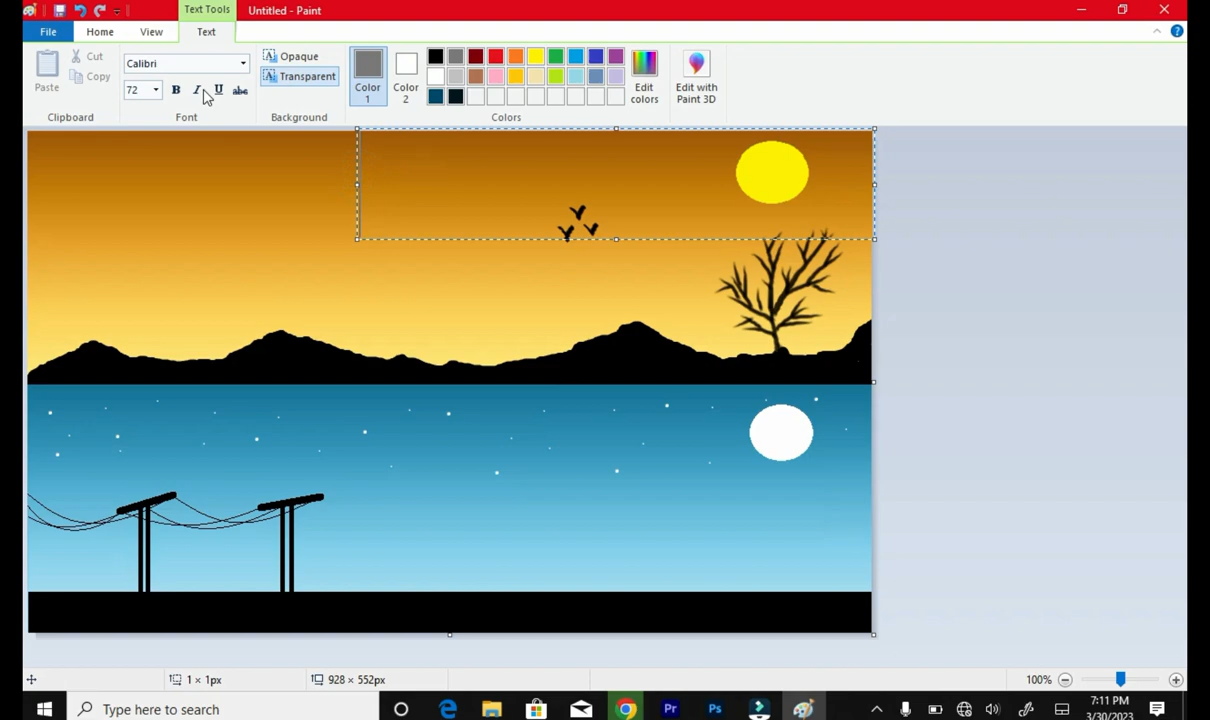 Text Tools
Untitled - Paint
File
Home
View
Text
Paste
Cut
Copy
Clipboard
Calibri
72
B I U abc
Font
Opaque
Transparent
Background
Color 1
Color 2
Edit colors
Colors
Edit with Paint 3D
1 × 1px
928 × 552px
100%
Type here to search
Pr
Ps
7:11 PM
3/30/2023